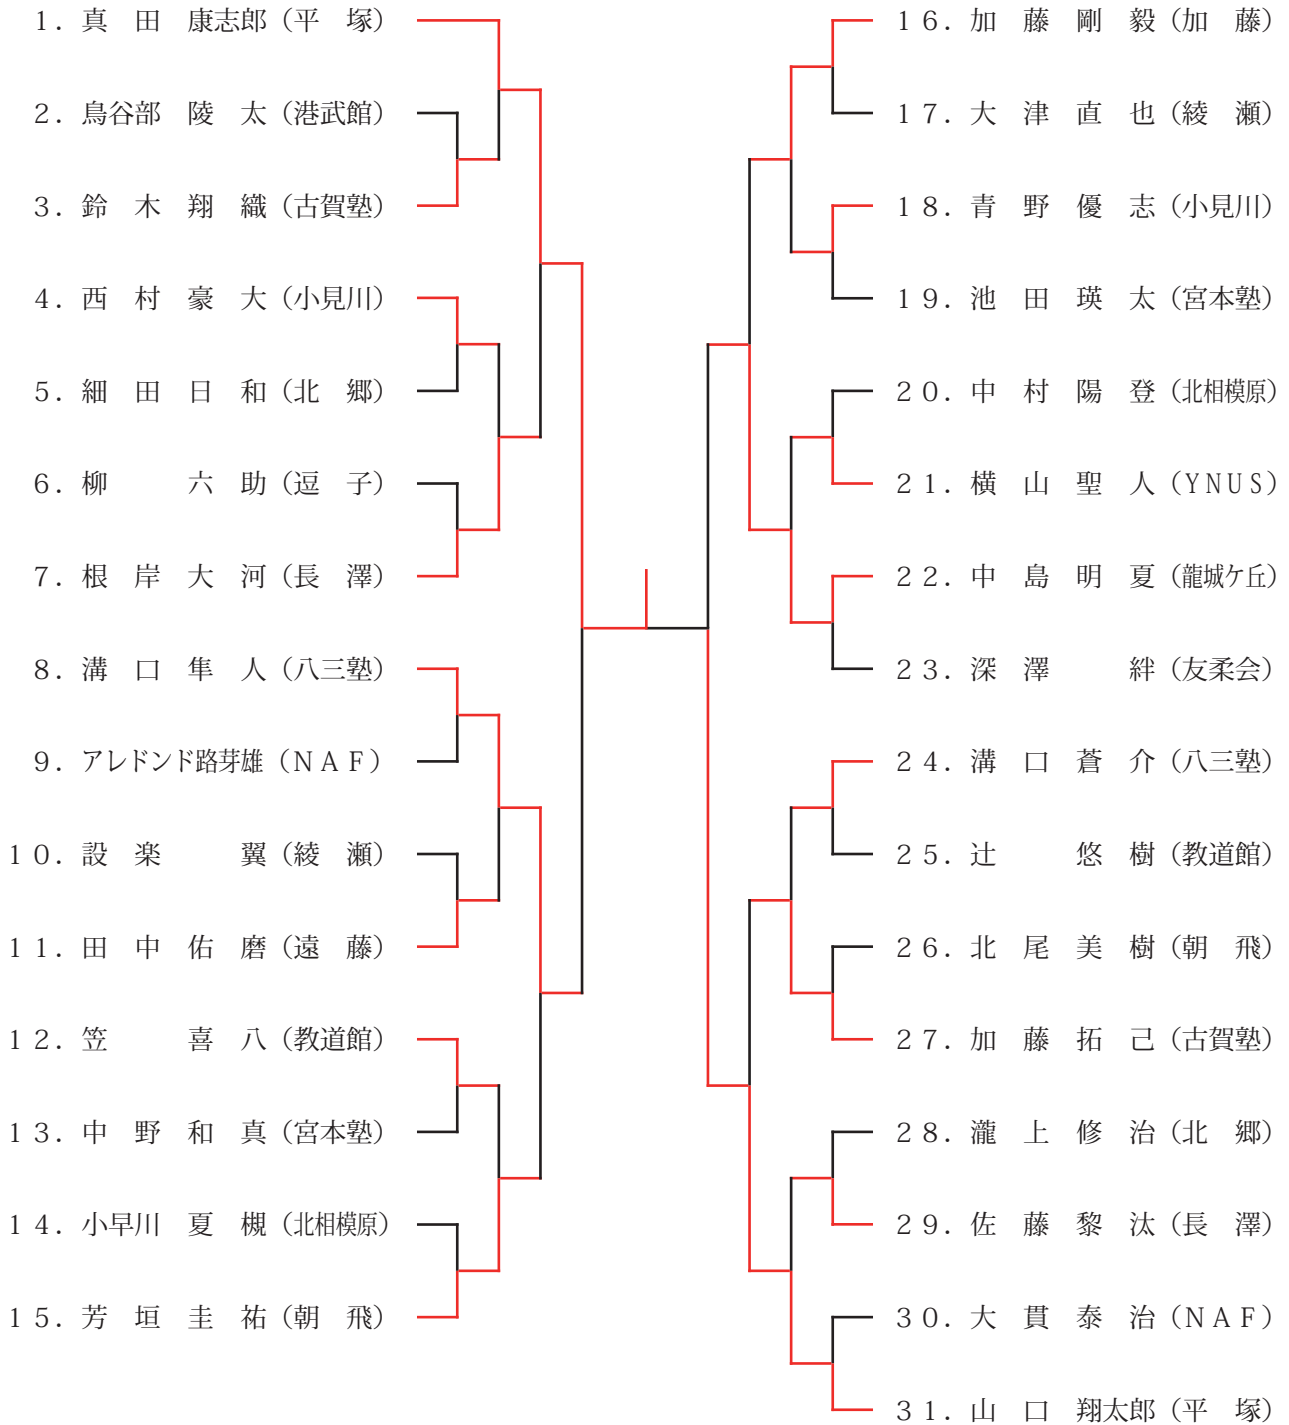 １．真　田　康志郎（平　塚）
２．鳥谷部　陵　太（港武館）
３．鈴　木　翔　織（古賀塾）
４．西　村　豪　大（小見川）
５．細　田　日　和（北　郷）
６．柳　　　六　助（逗　子）
７．根　岸　大　河（長　澤）
８．溝　口　隼　人（八三塾）
９．アレドンド路芽雄（ＮＡＦ）
１０．設　楽　　　翼（綾　瀬）
１１．田　中　佑　磨（遠　藤）
１２．笠　　　喜　八（教道館）
１３．中　野　和　真（宮本塾）
１４．小早川　夏　槻（北相模原）
１５．芳　垣　圭　祐（朝　飛）
１６．加　藤　剛　毅（加　藤）
１７．大　津　直　也（綾　瀬）
１８．青　野　優　志（小見川）
１９．池　田　瑛　太（宮本塾）
２０．中　村　陽　登（北相模原）
２１．横　山　聖　人（YNUS）
２２．中　島　明　夏（龍城ケ丘）
２３．深　澤　　　絆（友柔会）
２４．溝　口　蒼　介（八三塾）
２５．辻　　　悠　樹（教道館）
２６．北　尾　美　樹（朝　飛）
２７．加　藤　拓　己（古賀塾）
２８．瀧　上　修　治（北　郷）
２９．佐　藤　黎　汰（長　澤）
３０．大　貫　泰　治（ＮＡＦ）
３１．山　口　翔太郎（平　塚）